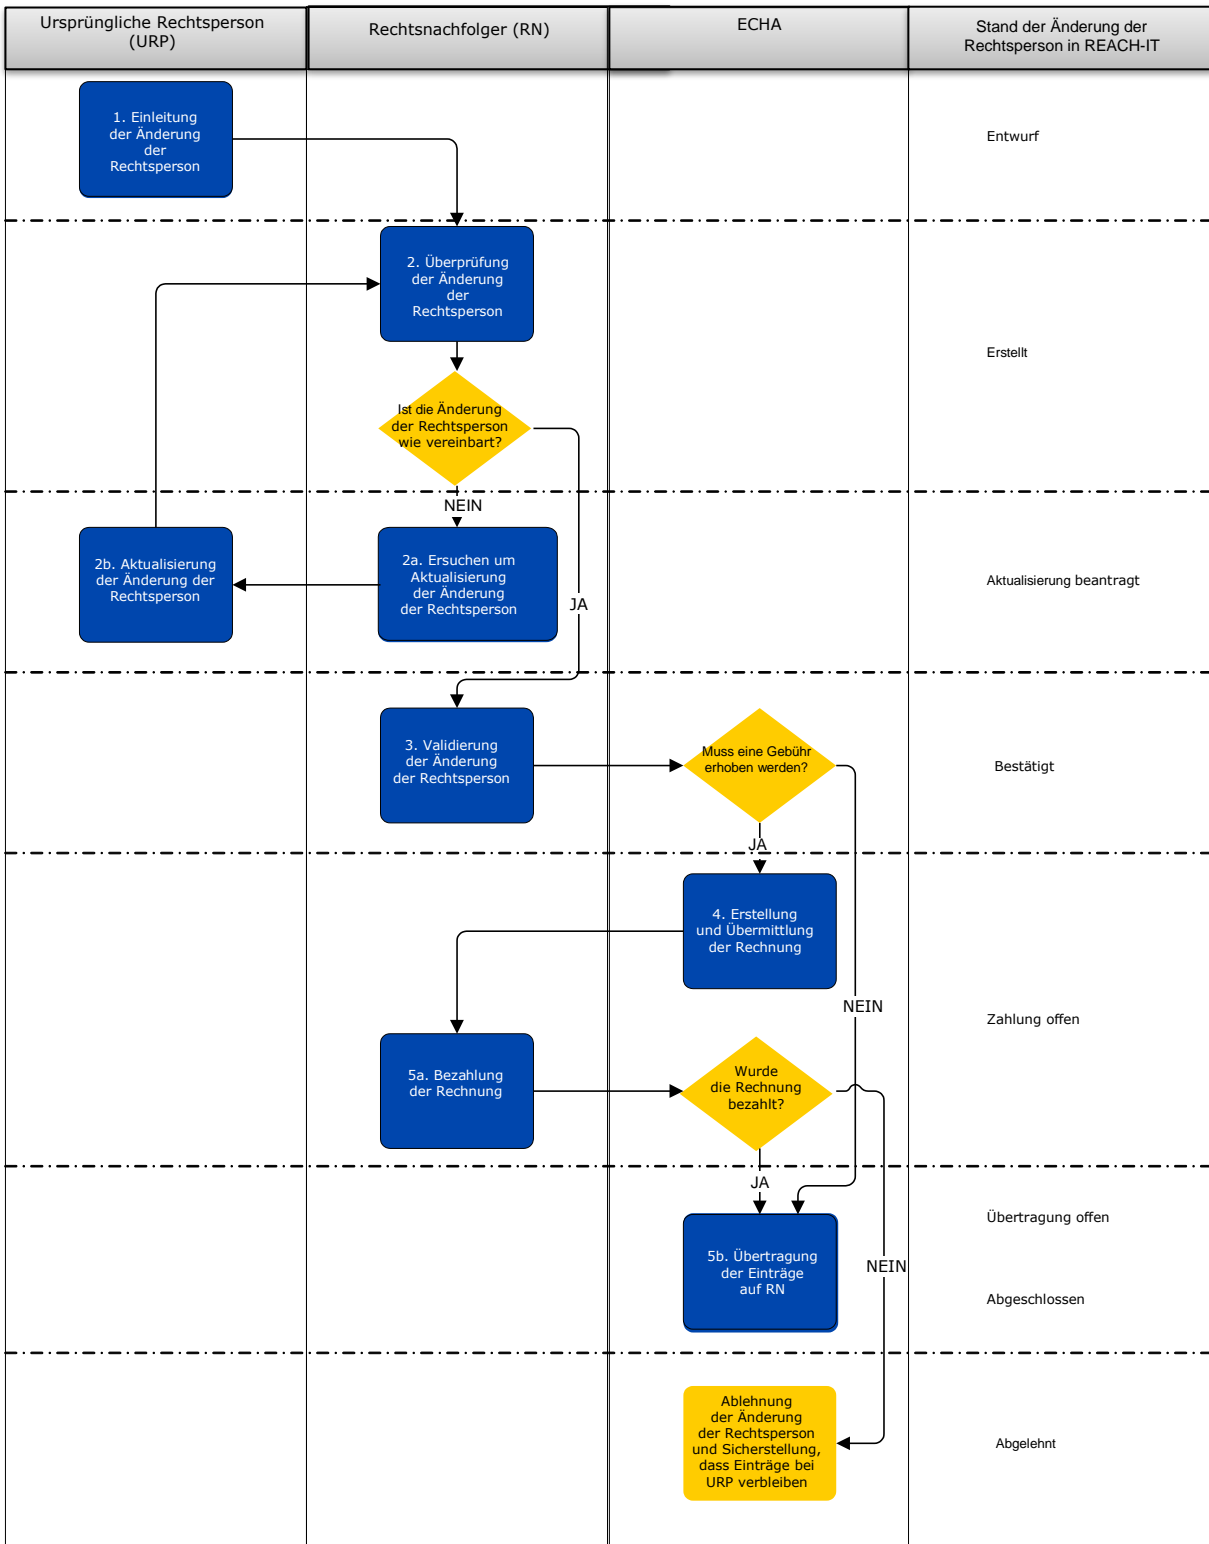 Ursprüngliche Rechtsperson
(URP)
Rechtsnachfolger (RN)
ECHA
Stand der Änderung der
Rechtsperson in REACH-IT
1. Einleitung
der Änderung
der
Rechtsperson
Entwurf
2. Überprüfung
der Änderung
der
Rechtsperson
Erstellt
Ist die Änderung
der Rechtsperson
wie vereinbart?
NEIN
2b. Aktualisierung
der Änderung der
Rechtsperson
2a. Ersuchen um
Aktualisierung
der Änderung
der Rechtsperson
JA
Aktualisierung beantragt
3. Validierung
der Änderung
der Rechtsperson
Muss eine Gebühr
erhoben werden?
Bestätigt
JA
4. Erstellung
und Übermittlung
der Rechnung
NEIN
Zahlung offen
5a. Bezahlung
der Rechnung
Wurde
die Rechnung
bezahlt?
JA
Übertragung offen
5b. Übertragung
der Einträge
auf RN
NEIN
Abgeschlossen
Ablehnung
der Änderung
der Rechtsperson
und Sicherstellung,
dass Einträge bei
URP verbleiben
Abgelehnt